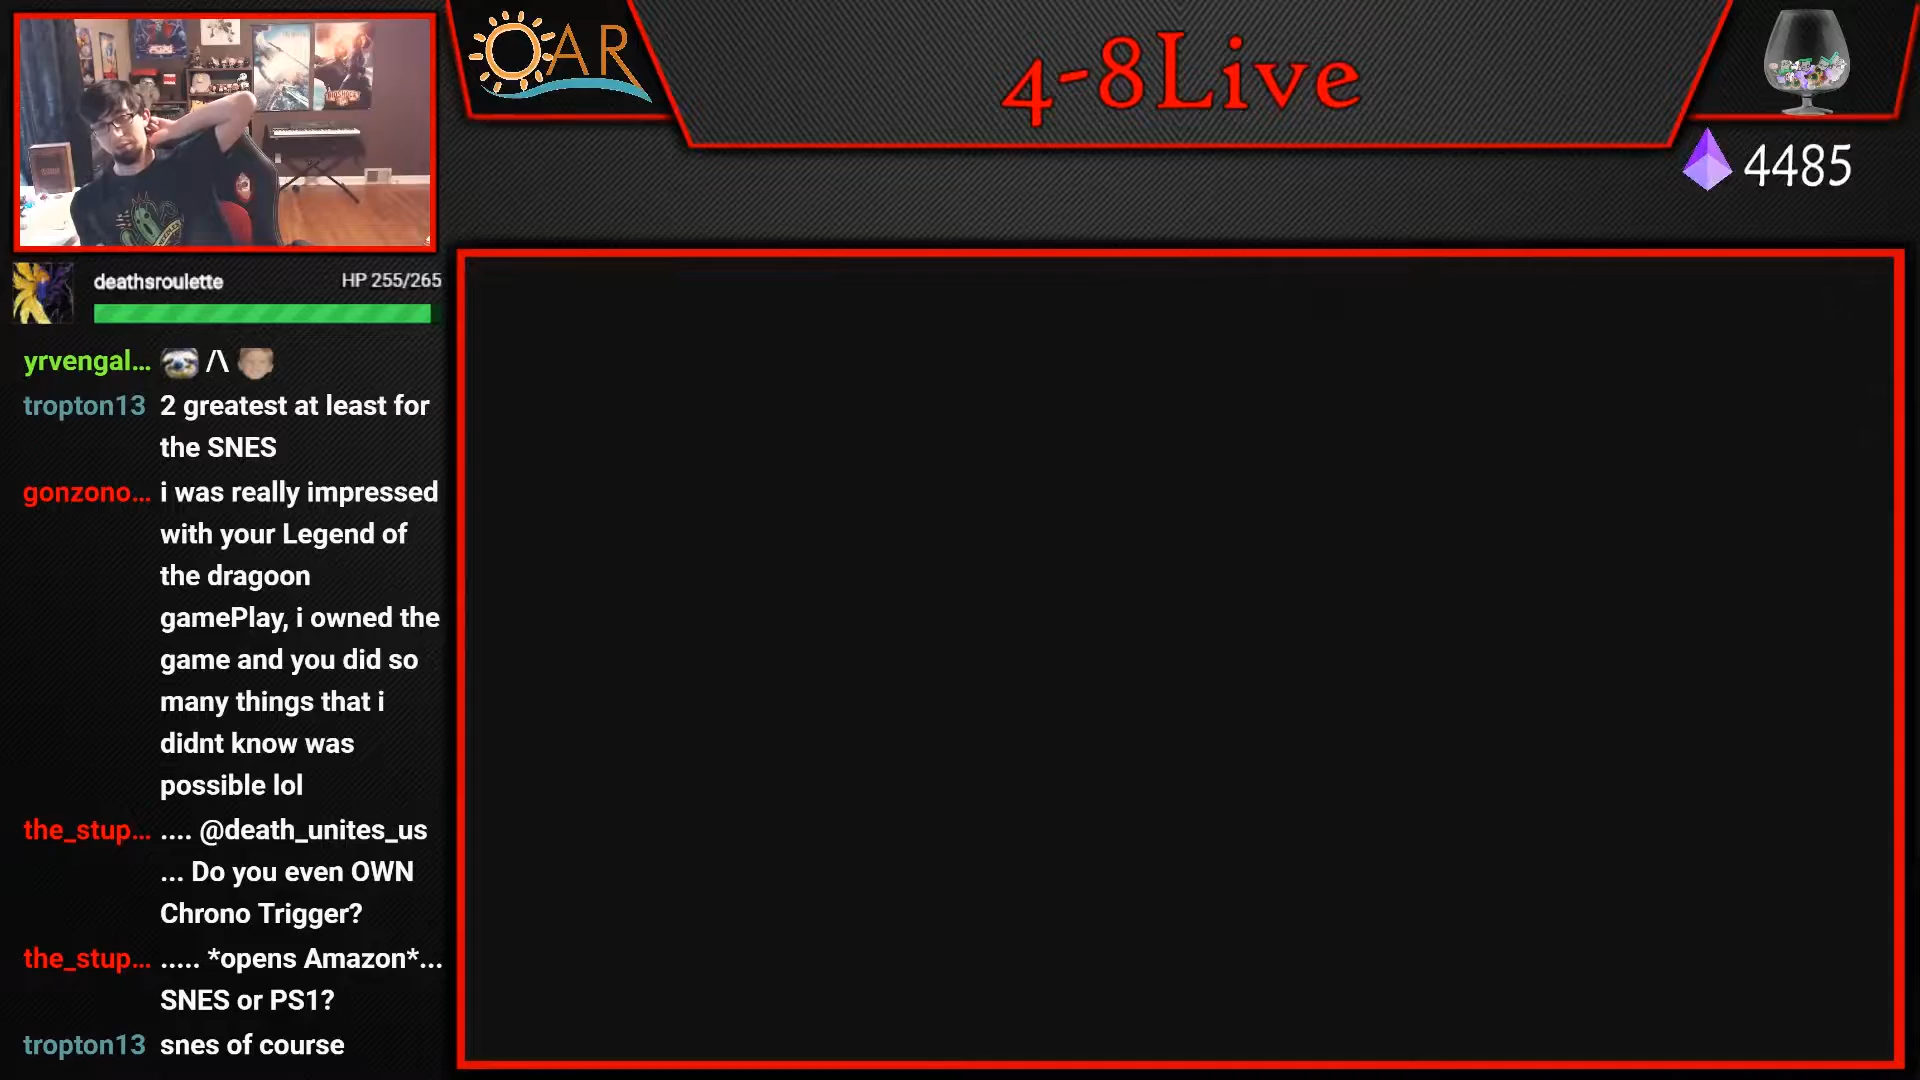 OAR
4-8Live
4485
deathsroulette HP 255/265
yrvengal... /\
tropton13 2 greatest at least for
the SNES
gonzono... i was really impressed
with your Legend of
the dragoon
gamePlay, i owned the
game and you did so
many things that i
didnt know was
possible lol
the_stup... .... @death_unites_us
... Do you even OWN
Chrono Trigger?
the_stup... ..... *opens Amazon*...
SNES or PS1?
tropton13 snes of course